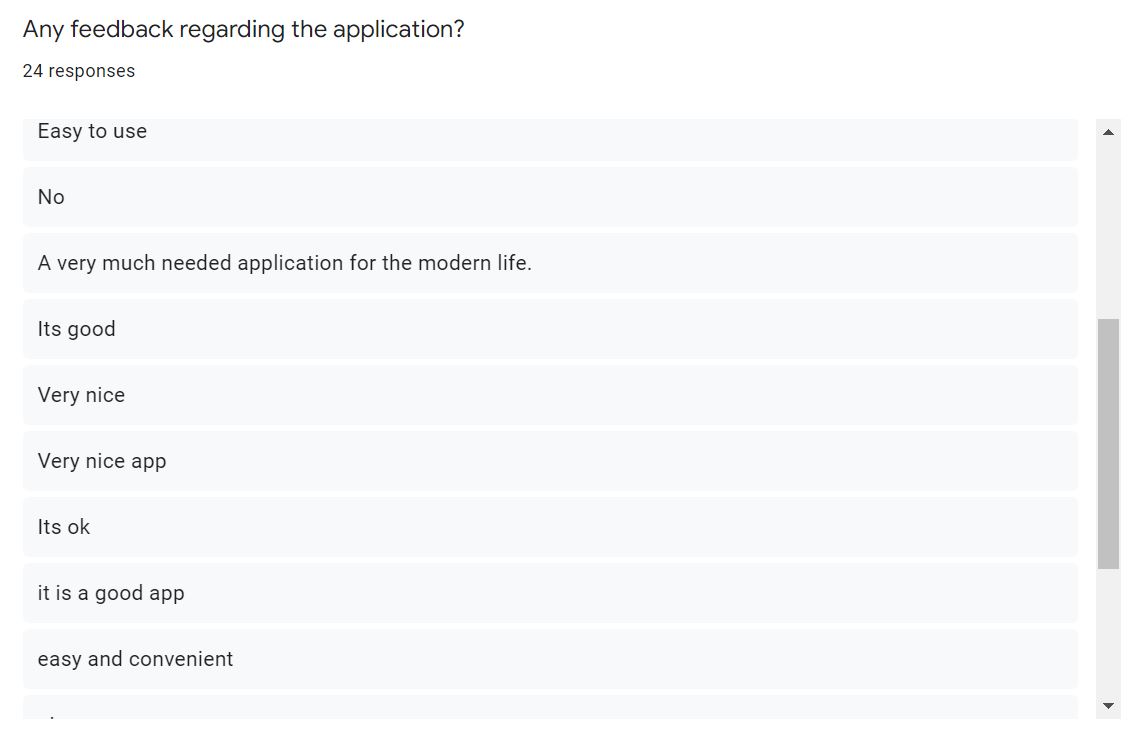 Any feedback regarding the application?
24 responses
Easy to use
No
A very much needed application for the modern life.
Its good
Very nice
Very nice app
Its ok
it is a good app
easy and convenient